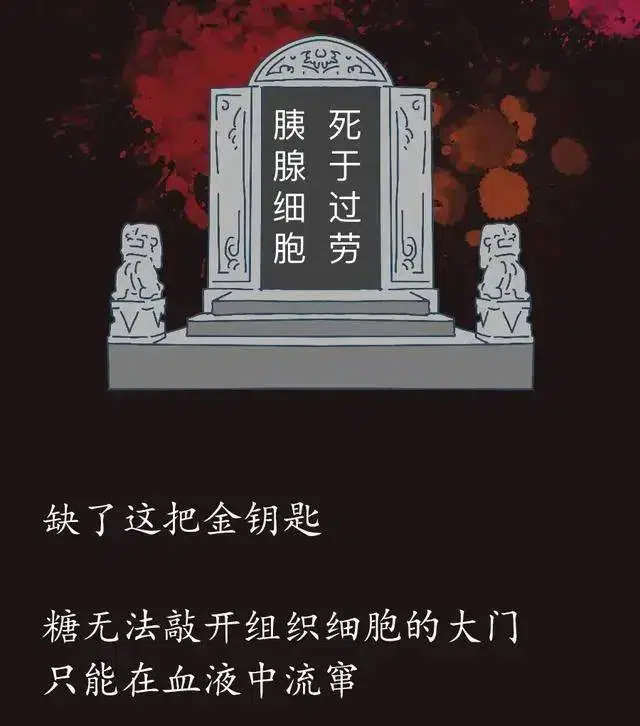 胰腺细胞
死于过劳
缺了这把金钥匙
糖无法敲开组织细胞的大门
只能在血液中流窜